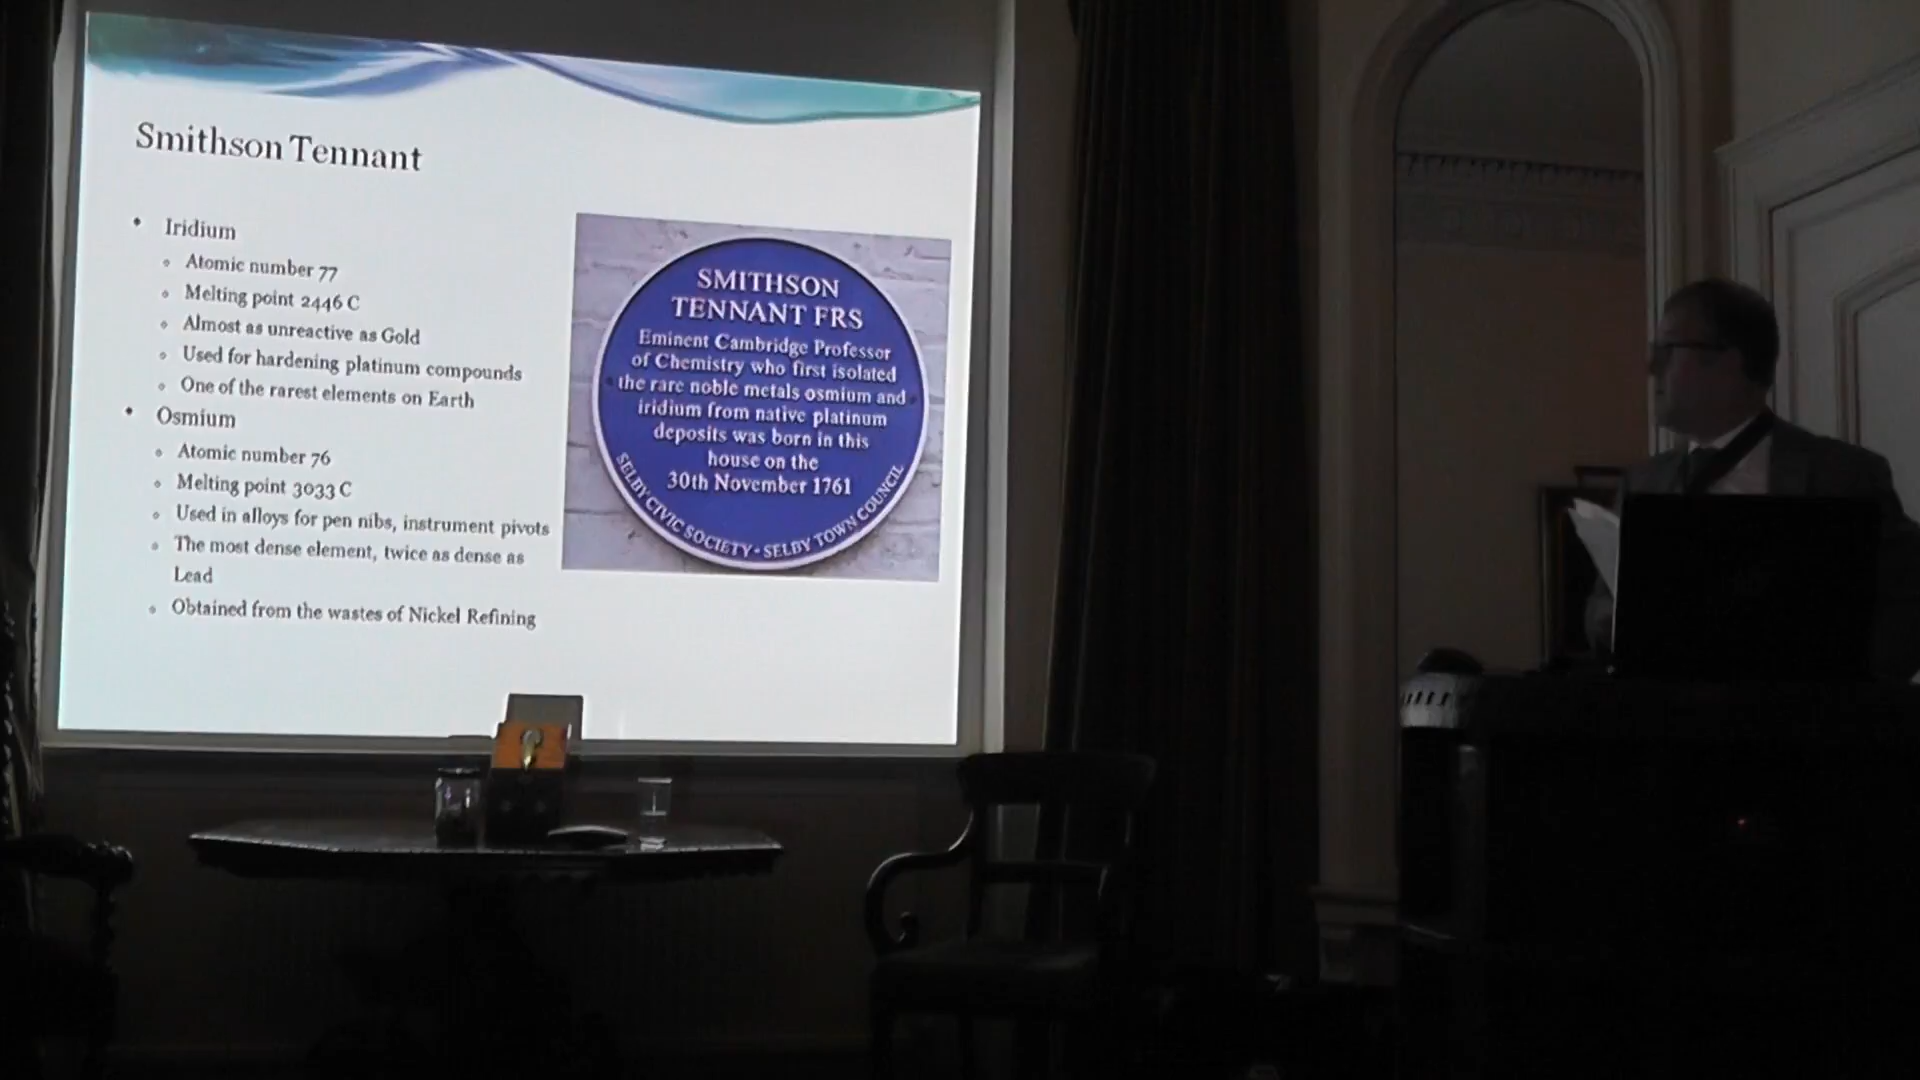 Smithson Tennant
• Iridium
◦ Atomic number 77
◦ Melting point 2446 C
◦ Almost as unreactive as Gold
◦ Used for hardening platinum compounds
◦ One of the rarest elements on Earth
• Osmium
◦ Atomic number 76
◦ Melting point 3033 C
◦ Used in alloys for pen nibs, instrument pivots
◦ The most dense element, twice as dense as
Lead
◦ Obtained from the wastes of Nickel Refining
SMITHSON
TENNANT FRS
Eminent Cambridge Professor
of Chemistry who first isolated
the rare noble metals osmium and
iridium from native platinum
deposits was born in this
house on the
30th November 1761
SELBY CIVIC SOCIETY • SELBY TOWN COUNCIL